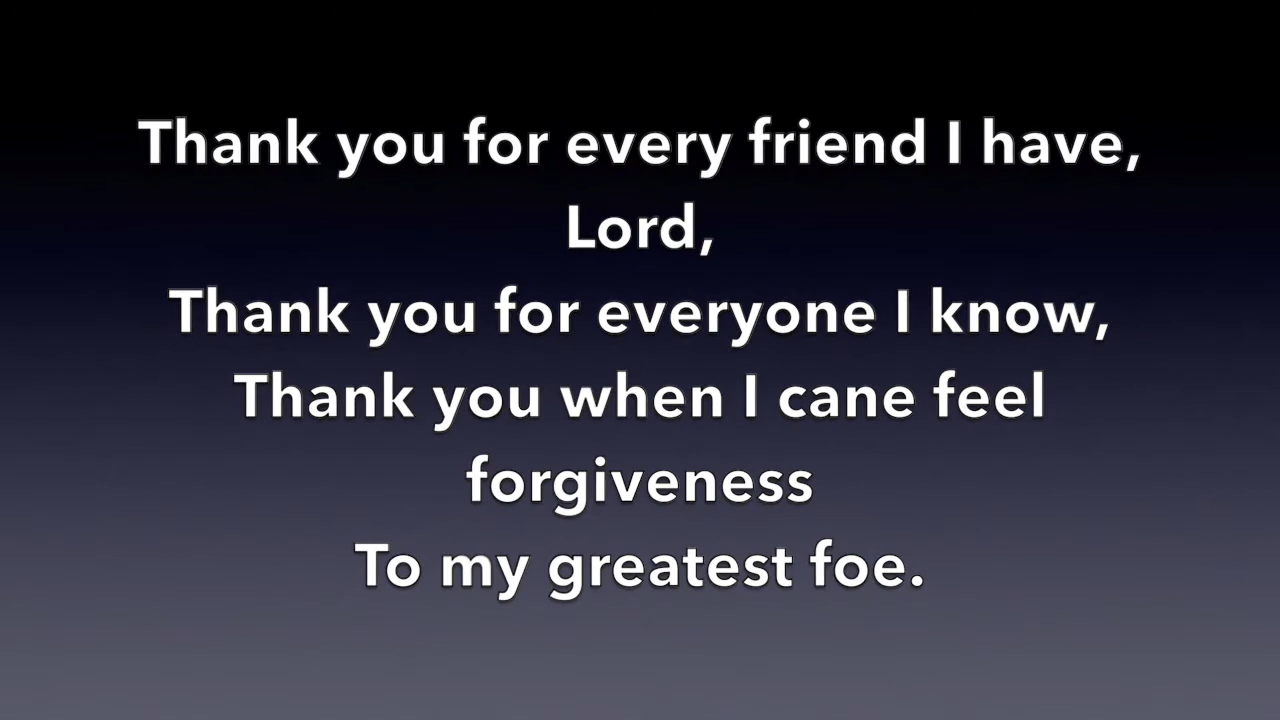 Thank you for every friend I have,
Lord,
Thank you for everyone I know,
Thank you when I cane feel
forgiveness
To my greatest foe.